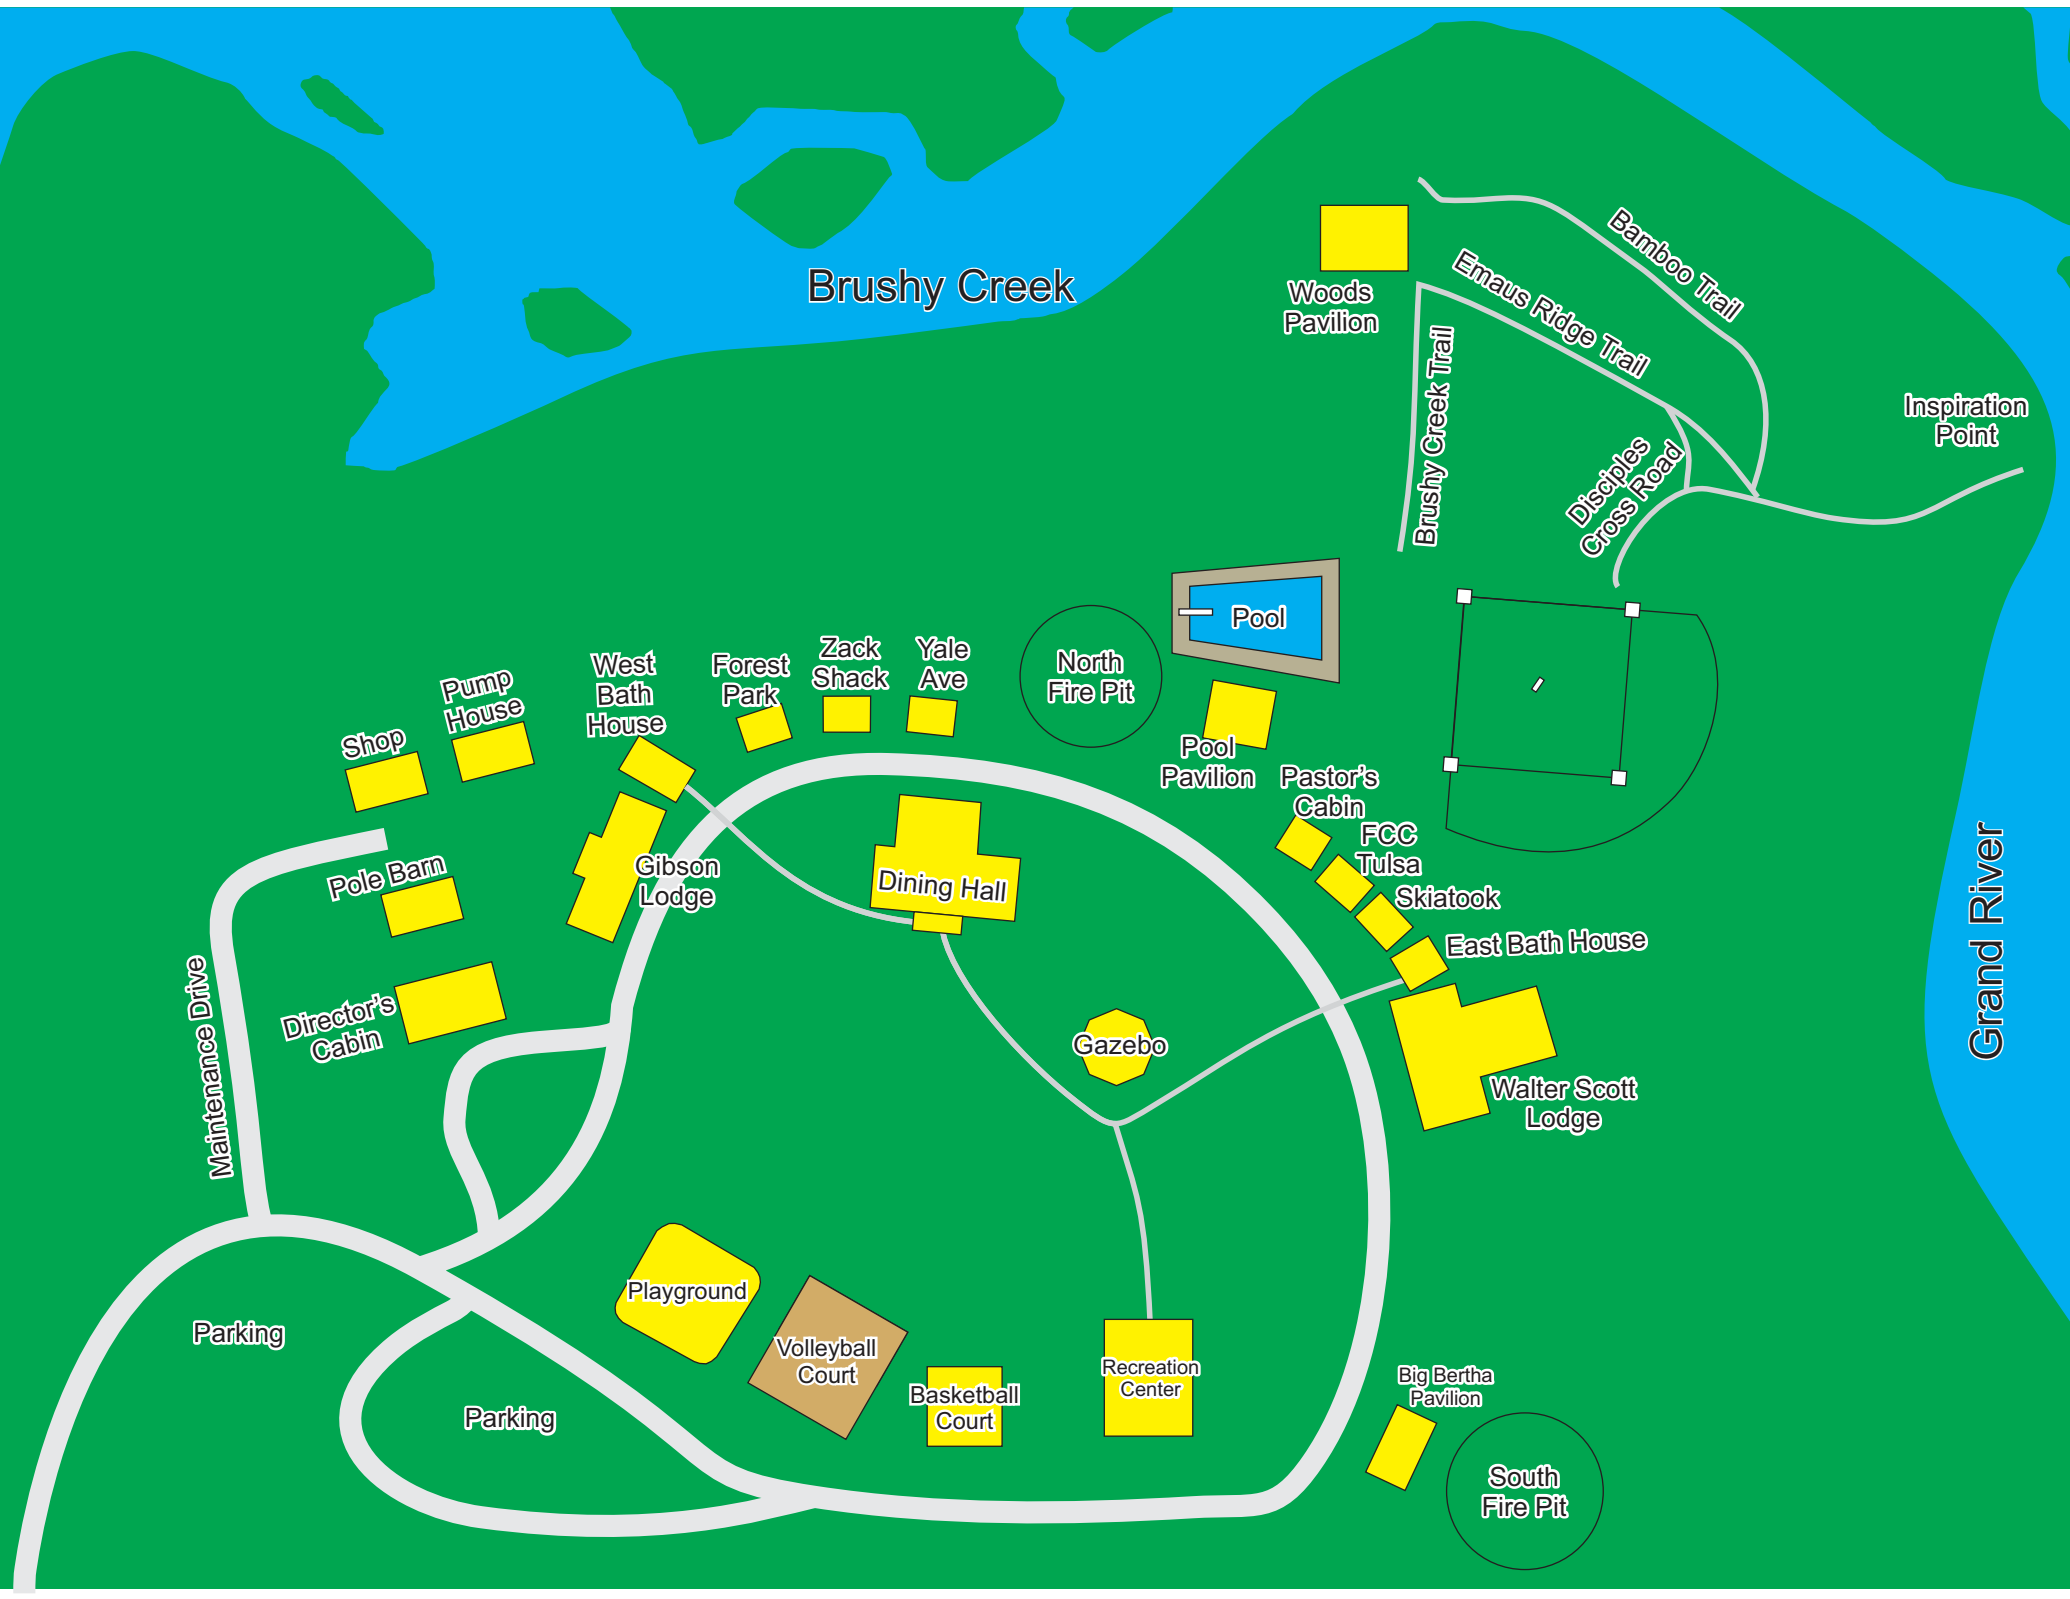 Brushy Creek
Woods
Pavilion
Bamboo Trail
Emaus Ridge Trail
Brushy Creek Trail
Inspiration
Point
Disciples
Cross Road
Pool
North
Fire Pit
Pool
Pavilion
Yale
Ave
Zack
Shack
Forest
Park
West
Bath
House
Pump
House
Shop
Pole Barn
Gibson
Lodge
Dining Hall
Pastor's
Cabin
FCC
Tulsa
Skiatook
East Bath House
Grand River
Maintenance Drive
Director's
Cabin
Gazebo
Walter Scott
Lodge
Playground
Parking
Volleyball
Court
Parking
Basketball
Court
Recreation
Center
Big Bertha
Pavilion
South
Fire Pit